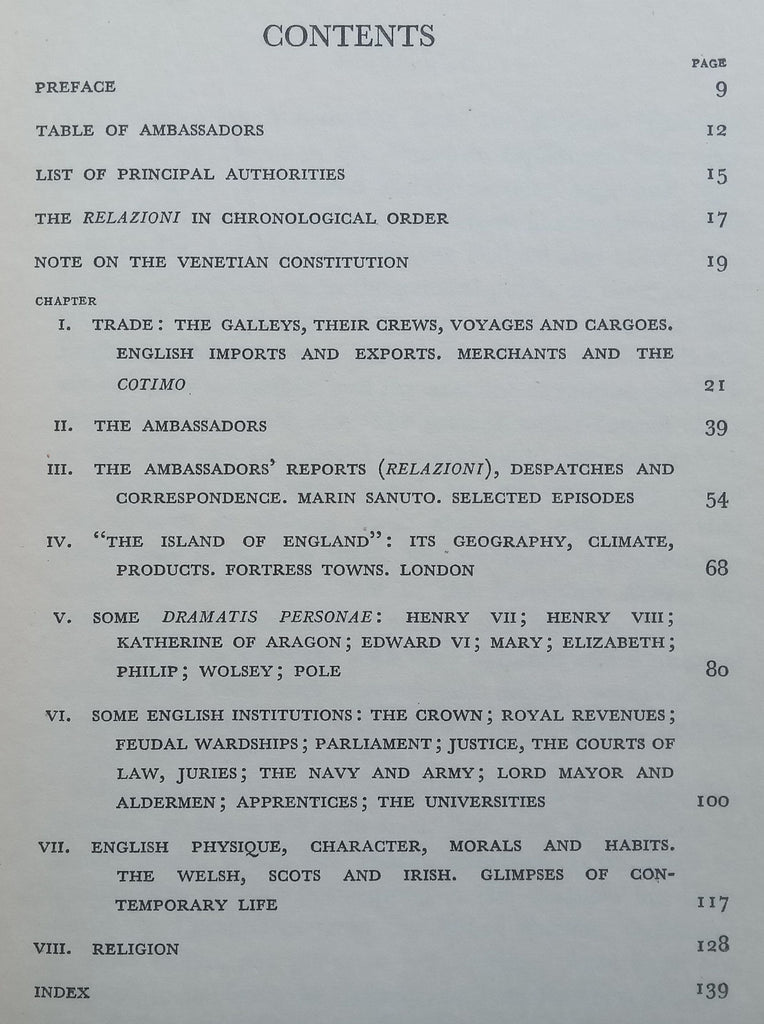 CONTENTS
PAGE
PREFACE 9
TABLE OF AMBASSADORS 12
LIST OF PRINCIPAL AUTHORITIES 15
THE RELAZIONI IN CHRONOLOGICAL ORDER 17
NOTE ON THE VENETIAN CONSTITUTION 19
CHAPTER
I. TRADE: THE GALLEYS, THEIR CREWS, VOYAGES AND CARGOES.
ENGLISH IMPORTS AND EXPORTS. MERCHANTS AND THE
COTIMO 21
II. THE AMBASSADORS 39
III. THE AMBASSADORS' REPORTS (RELAZIONI), DESPATCHES AND
CORRESPONDENCE. MARIN SANUTO. SELECTED EPISODES 54
IV. "THE ISLAND OF ENGLAND": ITS GEOGRAPHY, CLIMATE,
PRODUCTS. FORTRESS TOWNS. LONDON 68
V. SOME DRAMATIS PERSONAE: HENRY VII; HENRY VIII;
KATHERINE OF ARAGON; EDWARD VI; MARY; ELIZABETH;
PHILIP; WOLSEY; POLE 80
VI. SOME ENGLISH INSTITUTIONS: THE CROWN; ROYAL REVENUES;
FEUDAL WARDSHIPS; PARLIAMENT; JUSTICE, THE COURTS OF
LAW, JURIES; THE NAVY AND ARMY; LORD MAYOR AND
ALDERMEN; APPRENTICES; THE UNIVERSITIES 100
VII. ENGLISH PHYSIQUE, CHARACTER, MORALS AND HABITS.
THE WELSH, SCOTS AND IRISH. GLIMPSES OF CON-
TEMPORARY LIFE 117
VIII. RELIGION 128
INDEX 139